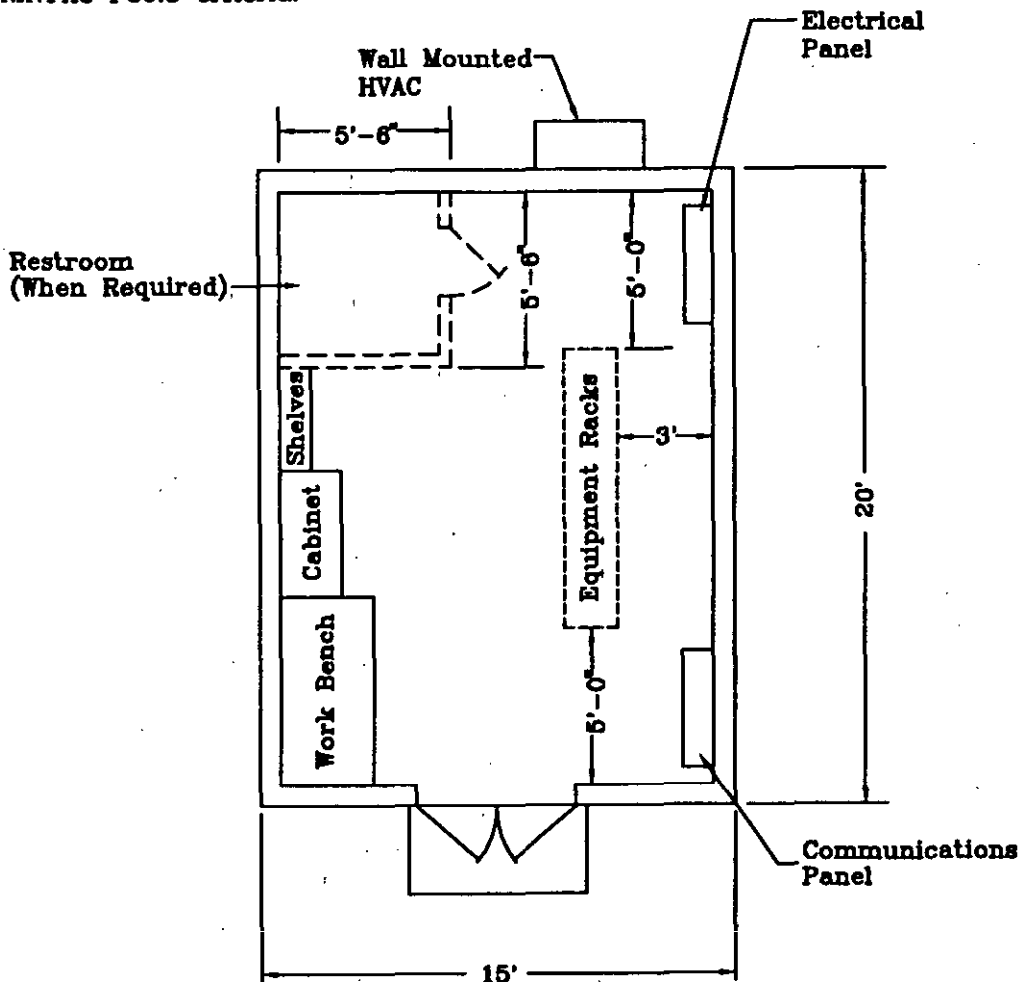 Electrical
Panel
Wall Mounted
HVAC
5'-6"
Restroom
(When Required)
5'-6"
5'-0"
Shelves
Equipment Racks
3'
Cabinet
20'
Work Bench
5'-0"
Communications
Panel
15'